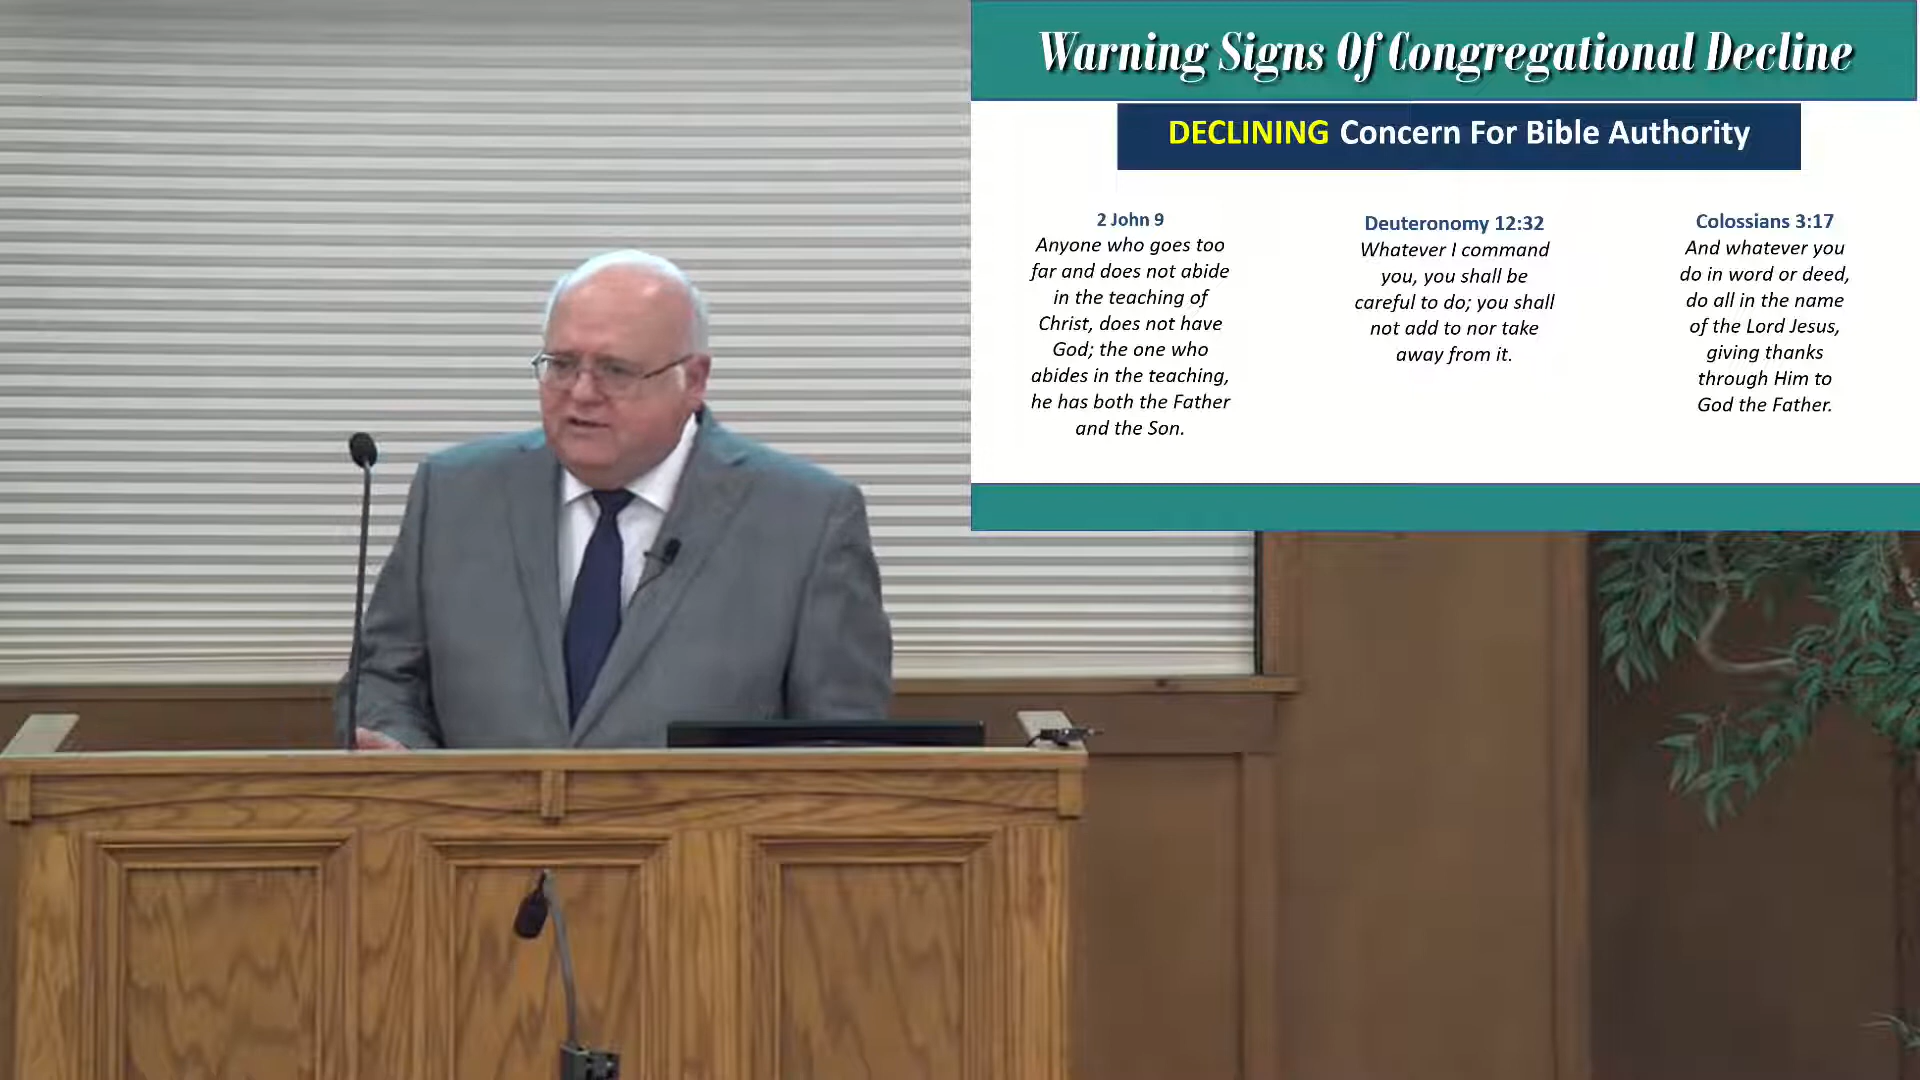 Warning Signs Of Congregational Decline
DECLINING Concern For Bible Authority
2 John 9
Anyone who goes too
far and does not abide
in the teaching of
Christ, does not have
God; the one who
abides in the teaching,
he has both the Father
and the Son.
Deuteronomy 12:32
Whatever I command
you, you shall be
careful to do; you shall
not add to nor take
away from it.
Colossians 3:17
And whatever you
do in word or deed,
do all in the name
of the Lord Jesus,
giving thanks
through Him to
God the Father.